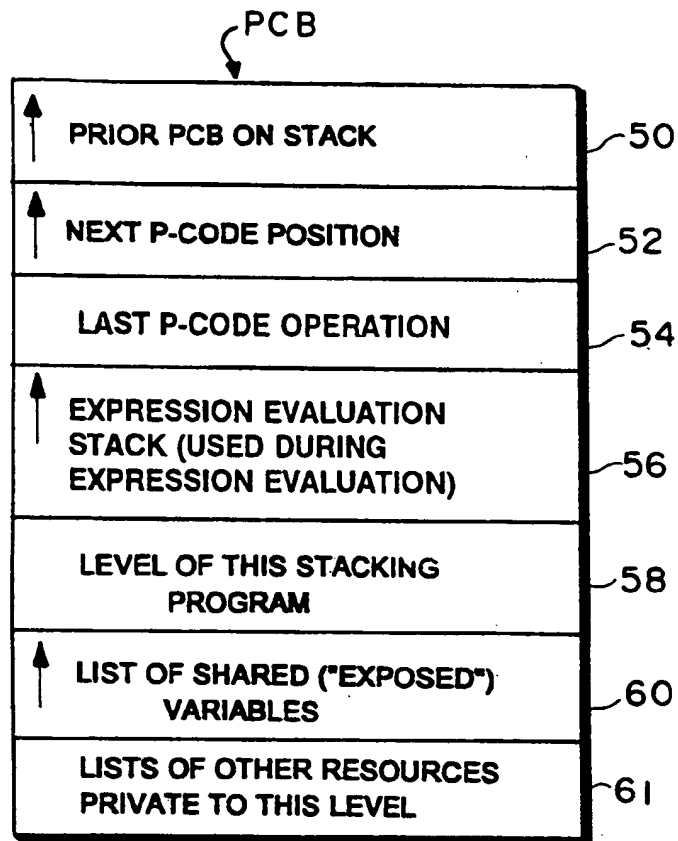 PCB
PRIOR PCB ON STACK
50
NEXT P-CODE POSITION
52
LAST P-CODE OPERATION
54
EXPRESSION EVALUATION
STACK (USED DURING
EXPRESSION EVALUATION)
56
LEVEL OF THIS STACKING
PROGRAM
58
LIST OF SHARED ("EXPOSED")
VARIABLES
60
LISTS OF OTHER RESOURCES
PRIVATE TO THIS LEVEL
61